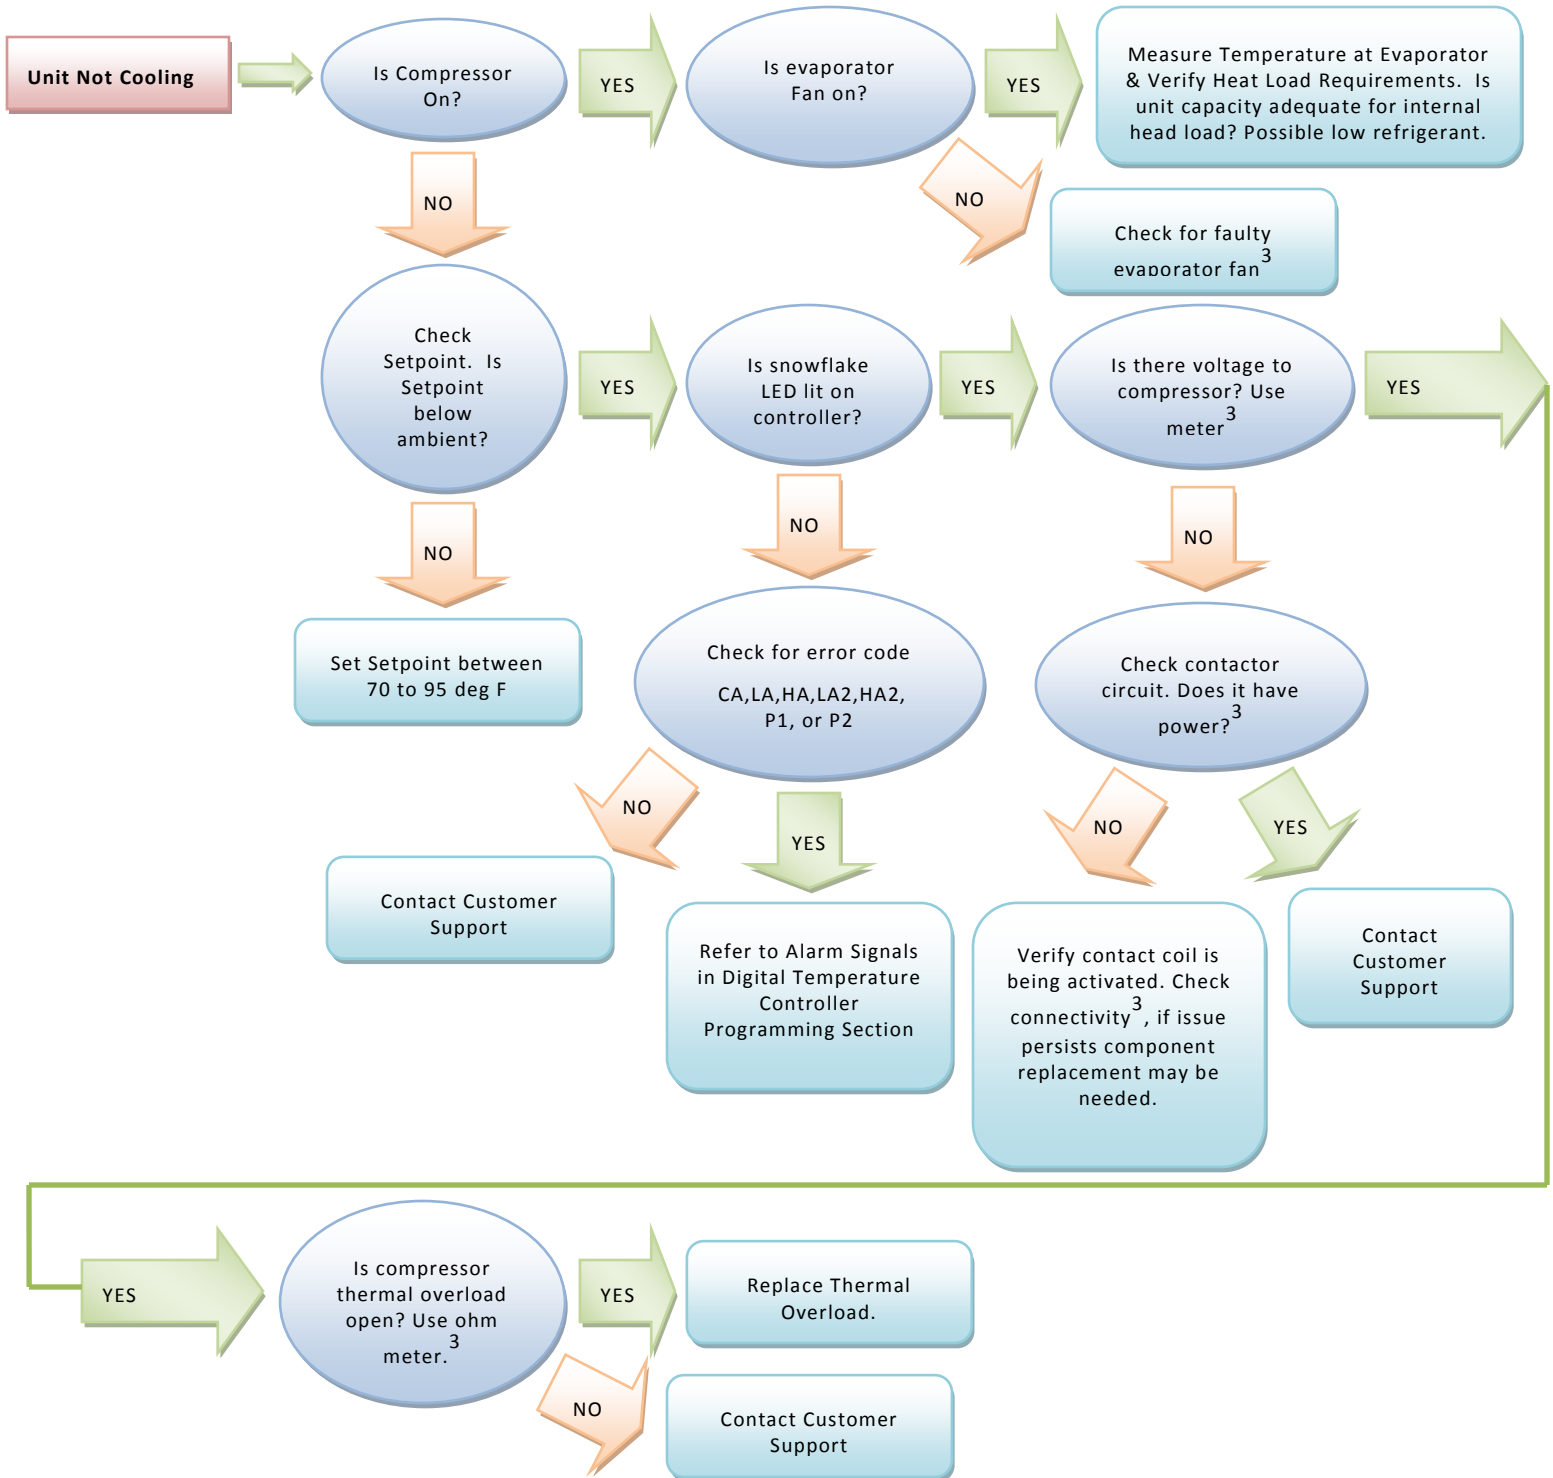 Unit Not Cooling
Is Compressor
On?
YES
Is evaporator
Fan on?
YES
Measure Temperature at Evaporator
& Verify Heat Load Requirements. Is
unit capacity adequate for internal
head load? Possible low refrigerant.
NO
NO
Check for faulty
evaporator fan3
Check
Setpoint. Is
Setpoint
below
ambient?
YES
Is snowflake
LED lit on
controller?
YES
Is there voltage to
compressor? Use
meter3
YES
NO
NO
NO
Set Setpoint between
70 to 95 deg F
Check for error code
CA,LA,HA,LA2,HA2,
P1, or P2
Check contactor
circuit. Does it have
power?3
NO
YES
NO
YES
Contact Customer
Support
Refer to Alarm Signals
in Digital Temperature
Controller
Programming Section
Verify contact coil is
being activated. Check
connectivity3, if issue
persists component
replacement may be
needed.
Contact
Customer
Support
YES
Is compressor
thermal overload
open? Use ohm
meter.3
YES
Replace Thermal
Overload.
NO
Contact Customer
Support